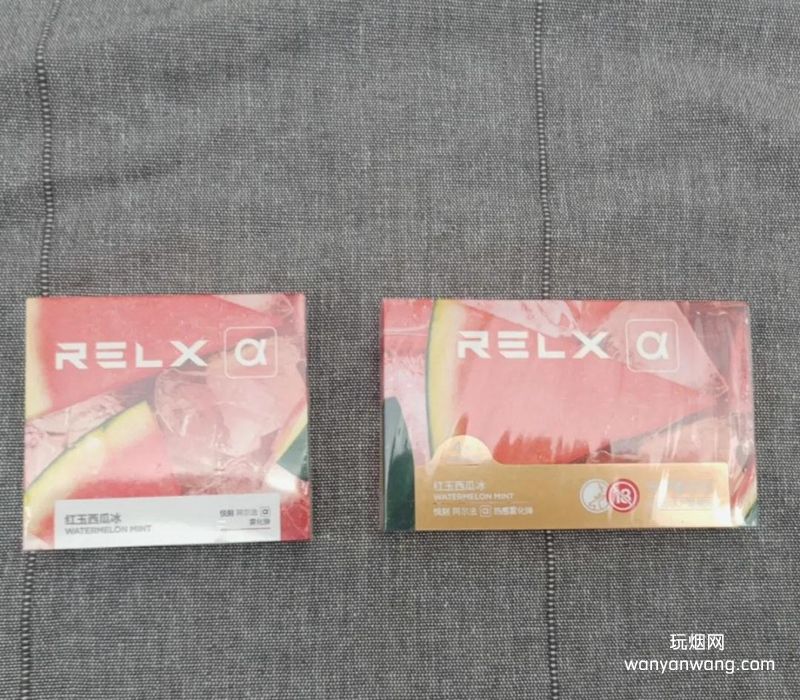 RELX α
红玉西瓜冰
WATERMELON MINT
悦刻 阿尔法 α
雾化弹
RELX α
红玉西瓜冰
WATERMELON MINT
悦刻 阿尔法 α 热感雾化弹
18
玩烟网
wanyanwang.com